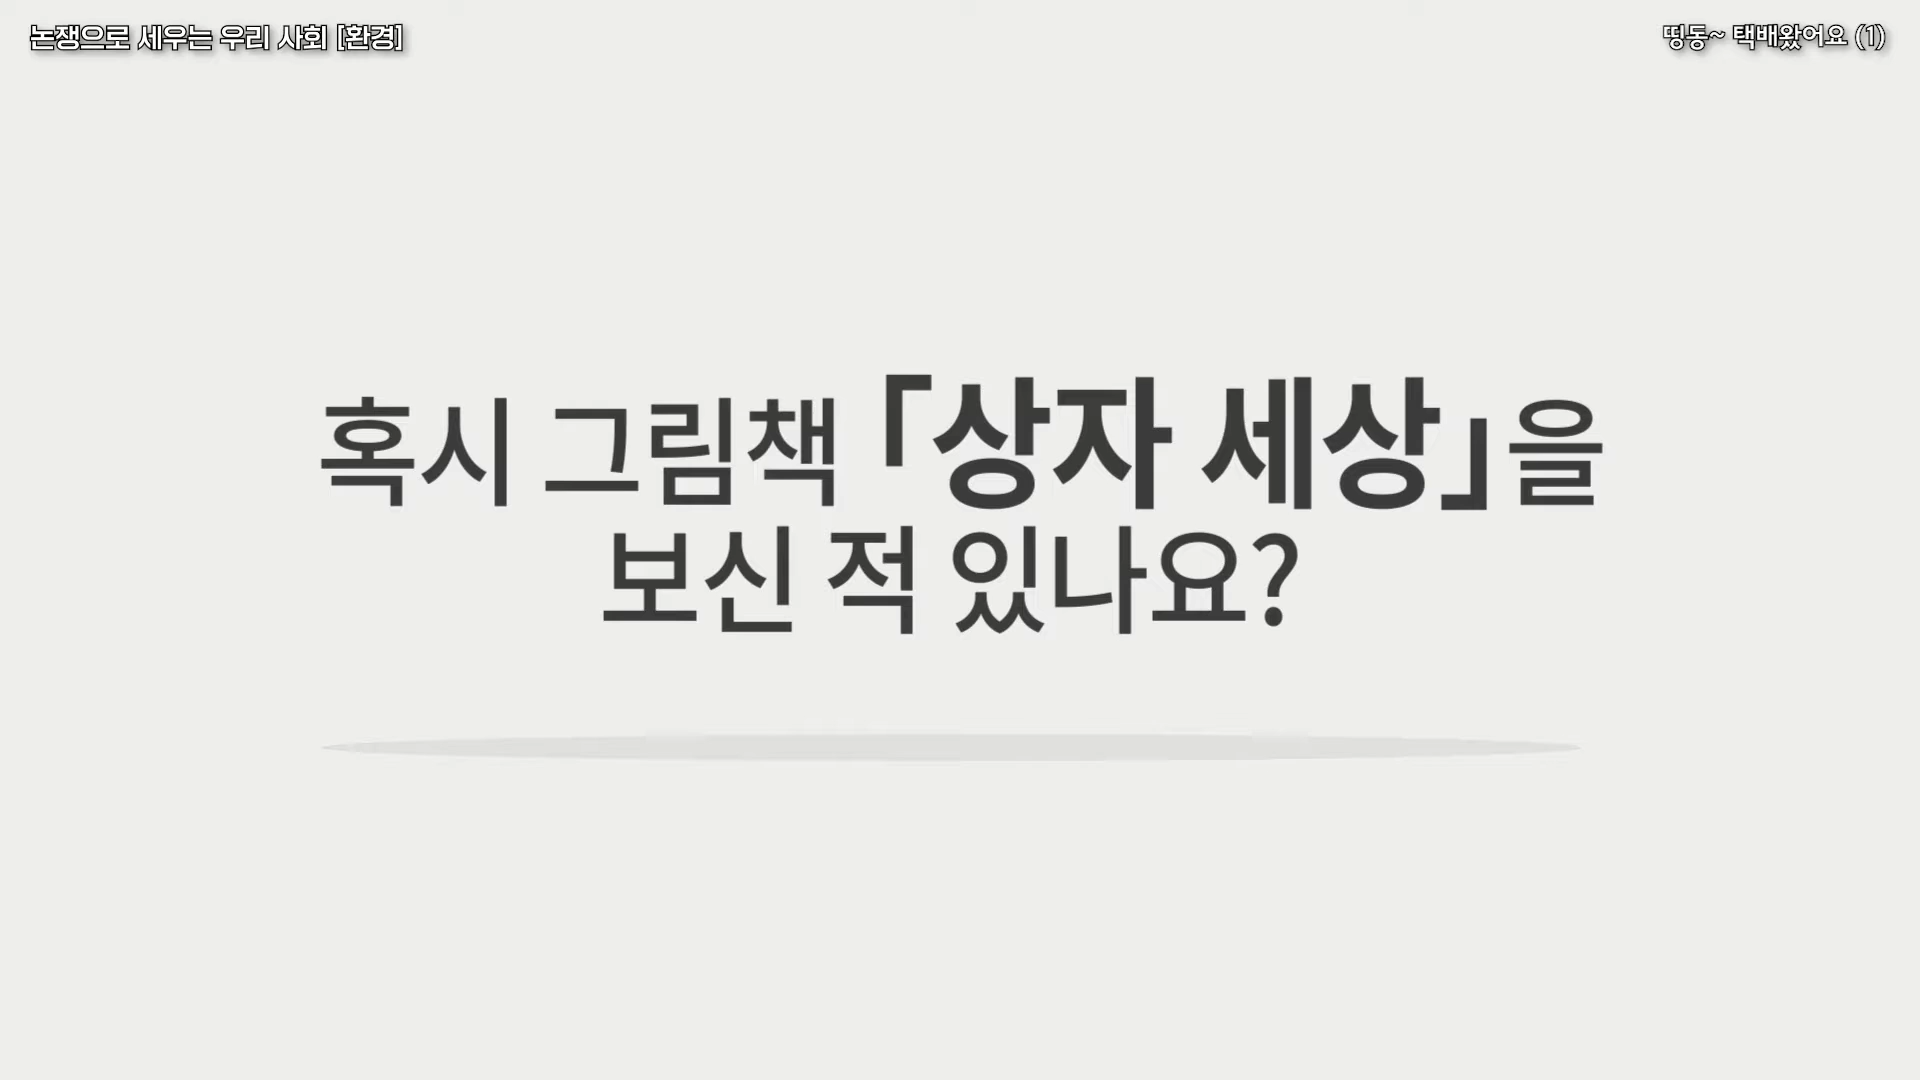 논쟁으로 세우는 우리 사회 [환경]
띵동~ 택배왔어요 (1)
혹시 그림책 「상자 세상」을
보신 적 있나요?